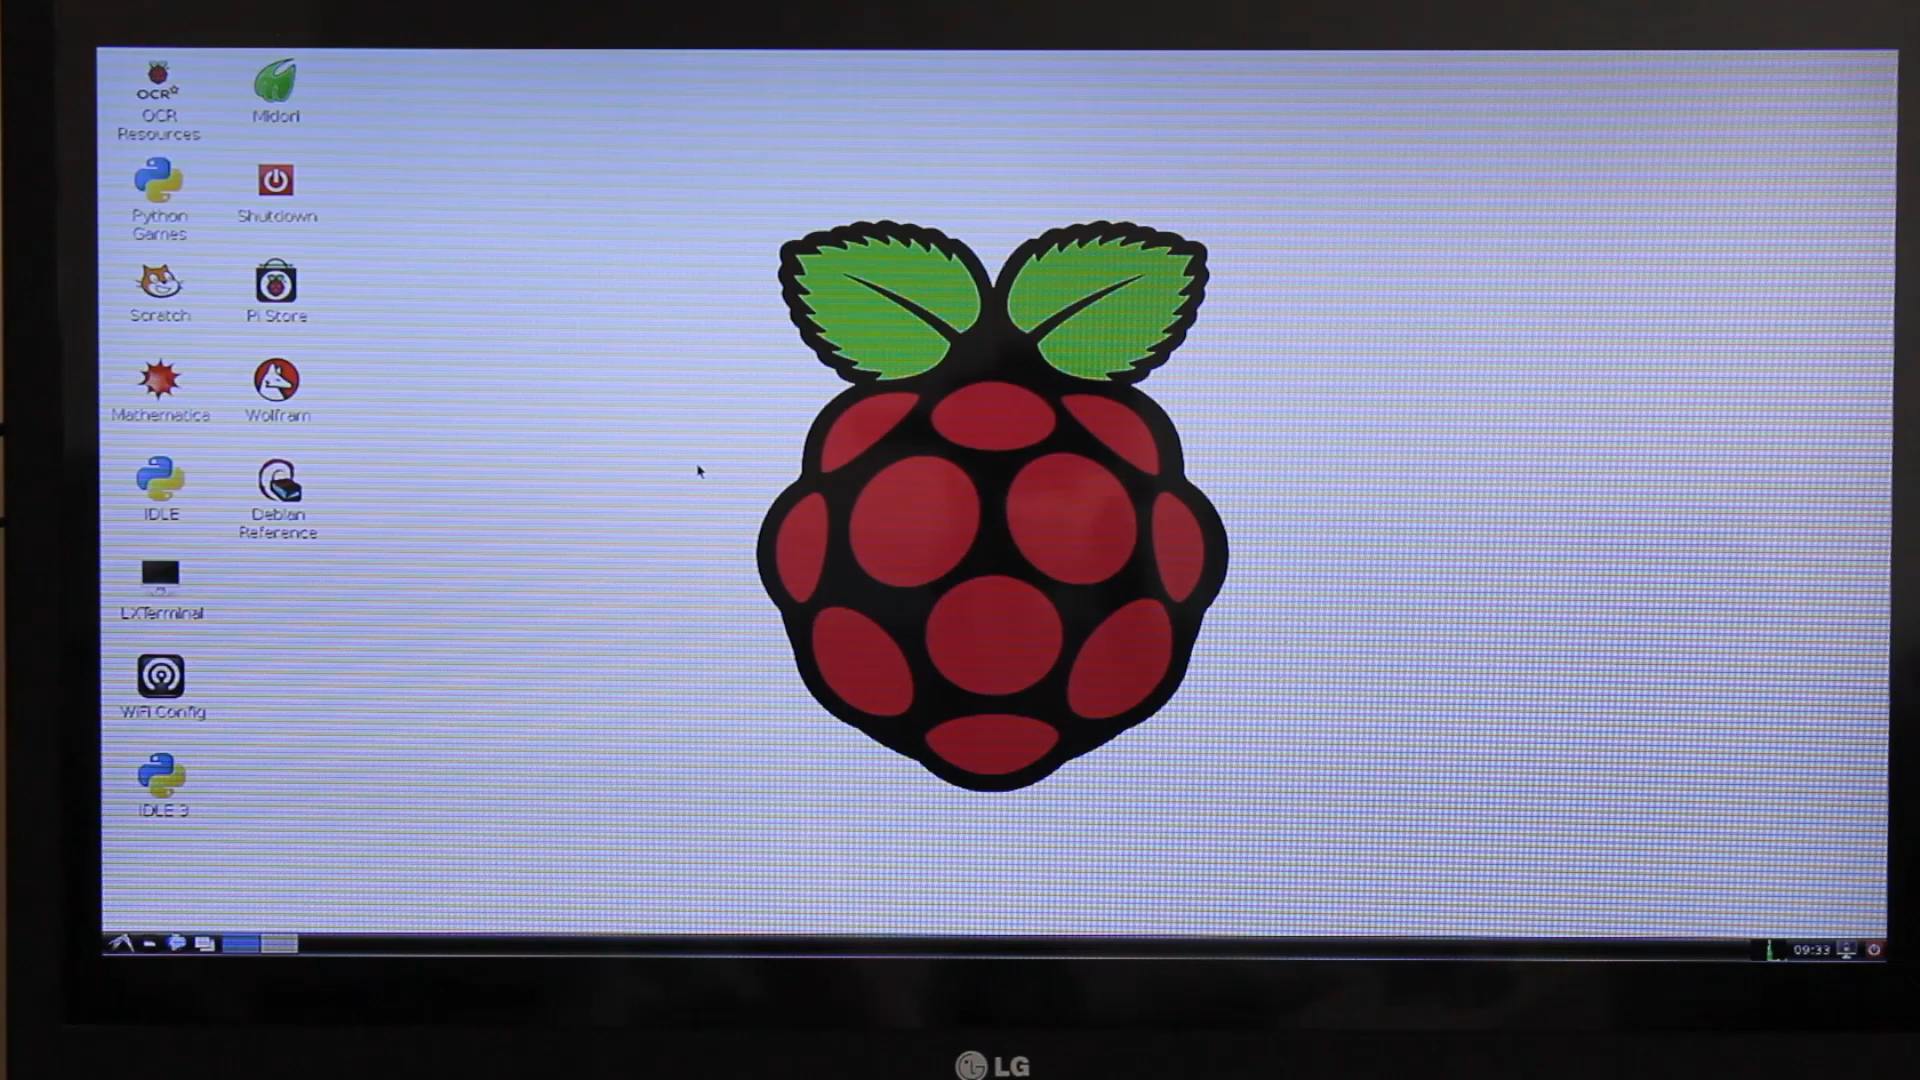 OCR
OCR
Resources
Midori
Python
Games
Shutdown
Scratch
Pi Store
Mathematica
Wolfram
IDLE
Debian
Reference
LXTerminal
WiFi Config
IDLE 3
09:33
LG